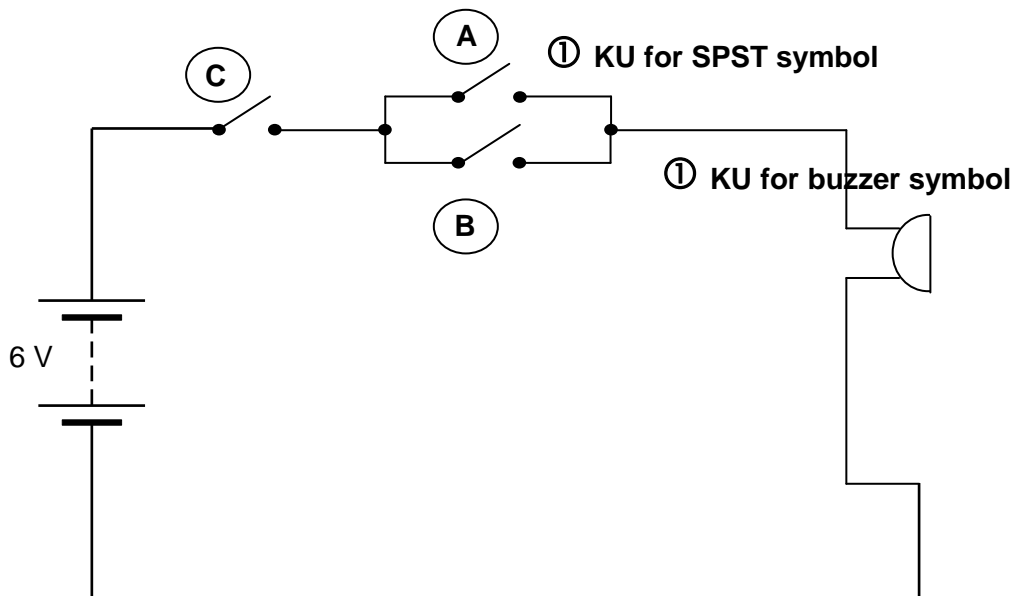 A
① KU for SPST symbol
C
① KU for buzzer symbol
B
6 V